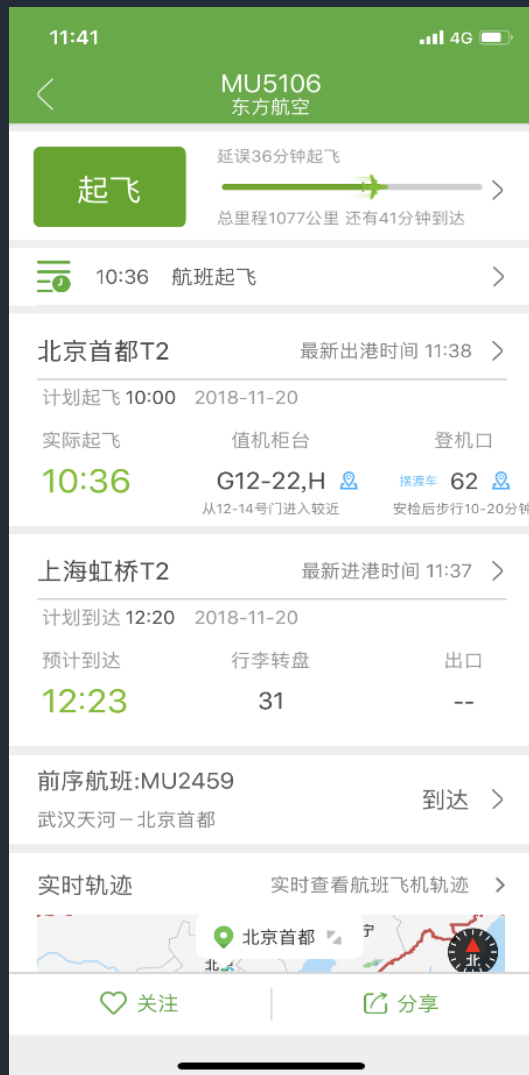 11:41
4G
MU5106
东方航空
起飞
延误36分钟起飞
总里程1077公里 还有41分钟到达
10:36 航班起飞
北京首都T2 最新出港时间 11:38
计划起飞 10:00 2018-11-20
实际起飞 值机柜台 登机口
10:36 G12-22,H 摆渡车 62
从12-14号门进入较近 安检后步行10-20分钟
上海虹桥T2 最新进港时间 11:37
计划到达 12:20 2018-11-20
预计到达 行李转盘 出口
12:23 31 --
前序航班:MU2459
到达
武汉天河－北京首都
实时轨迹 实时查看航班飞机轨迹
北京首都
宁
北
关注 分享